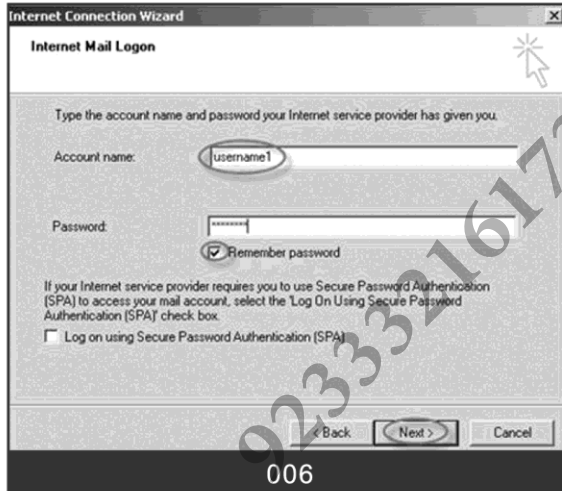 Internet Connection Wizard
Internet Mail Logon
Type the account name and password your Internet service provider has given you.
Account name:
username1
Password:
********
Remember password
If your Internet service provider requires you to use Secure Password Authentication
(SPA) to access your mail account, select the 'Log On Using Secure Password
Authentication (SPA)' check box.
Log on using Secure Password Authentication (SPA)
< Back
Next >
Cancel
006